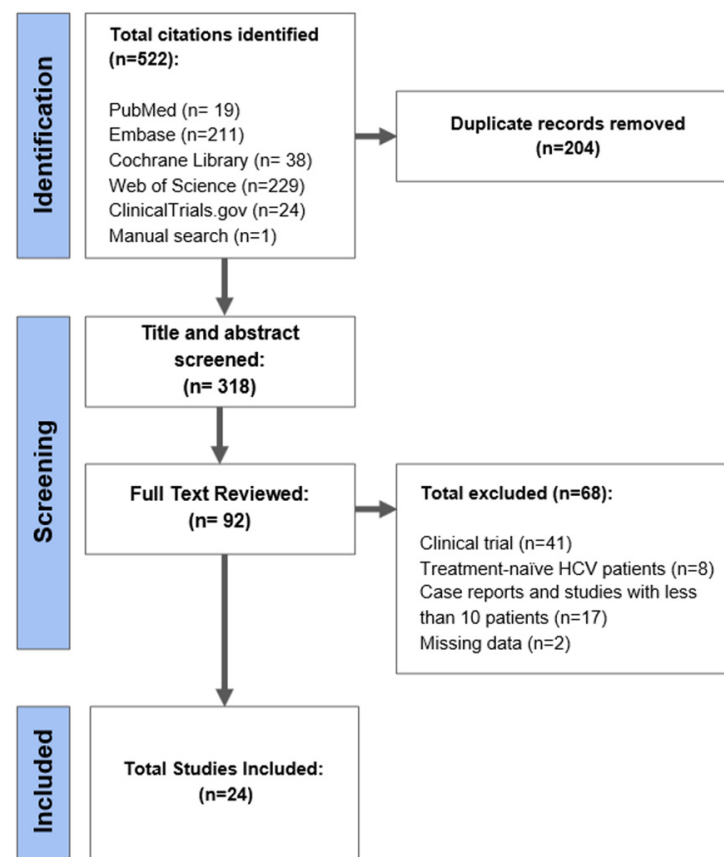 Identification
Total citations identified
(n=522):
PubMed (n= 19)
Embase (n=211)
Cochrane Library (n= 38)
Web of Science (n=229)
ClinicalTrials.gov (n=24)
Manual search (n=1)
Duplicate records removed
(n=204)
Screening
Title and abstract
screened:
(n= 318)
Full Text Reviewed:
(n= 92)
Total excluded (n=68):
Clinical trial (n=41)
Treatment-naïve HCV patients (n=8)
Case reports and studies with less
than 10 patients (n=17)
Missing data (n=2)
Included
Total Studies Included:
(n=24)